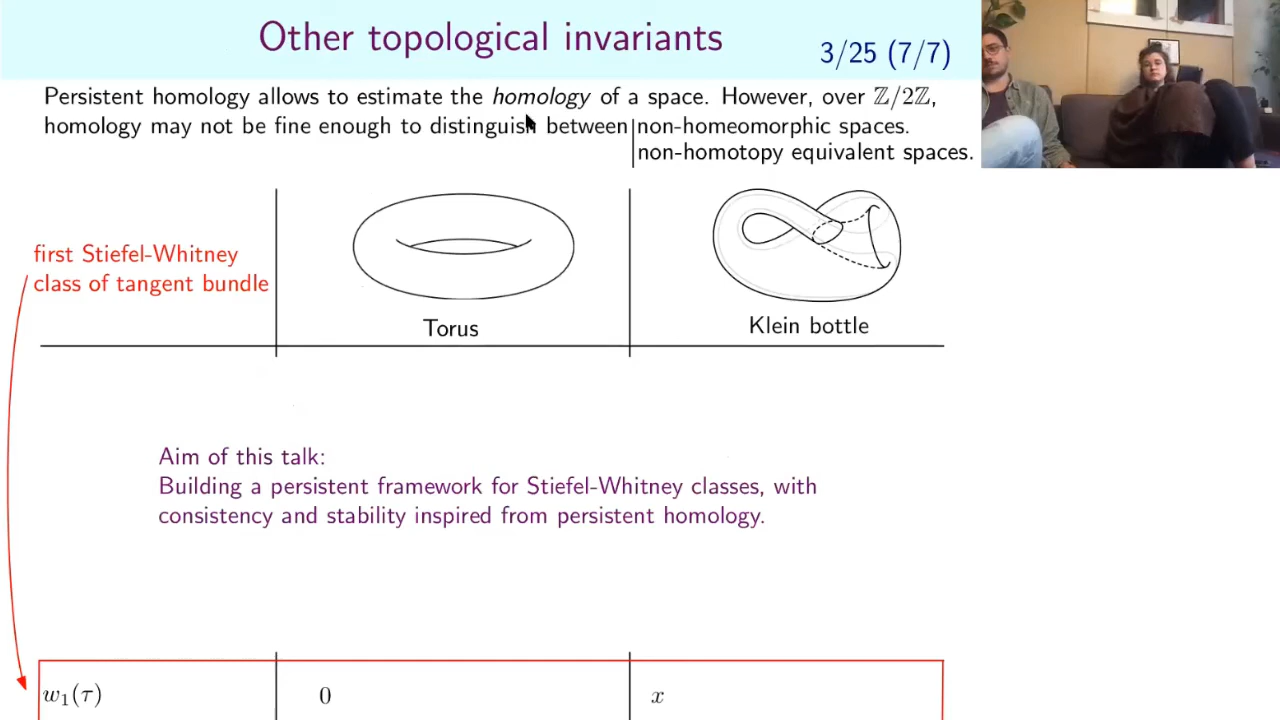 Other topological invariants
3/25 (7/7)
Persistent homology allows to estimate the homology of a space. However, over ℤ/2ℤ,
homology may not be fine enough to distinguish between non-homeomorphic spaces.
non-homotopy equivalent spaces.
first Stiefel-Whitney
class of tangent bundle
Torus
Klein bottle
Aim of this talk:
Building a persistent framework for Stiefel-Whitney classes, with
consistency and stability inspired from persistent homology.
w₁(τ) 0 x